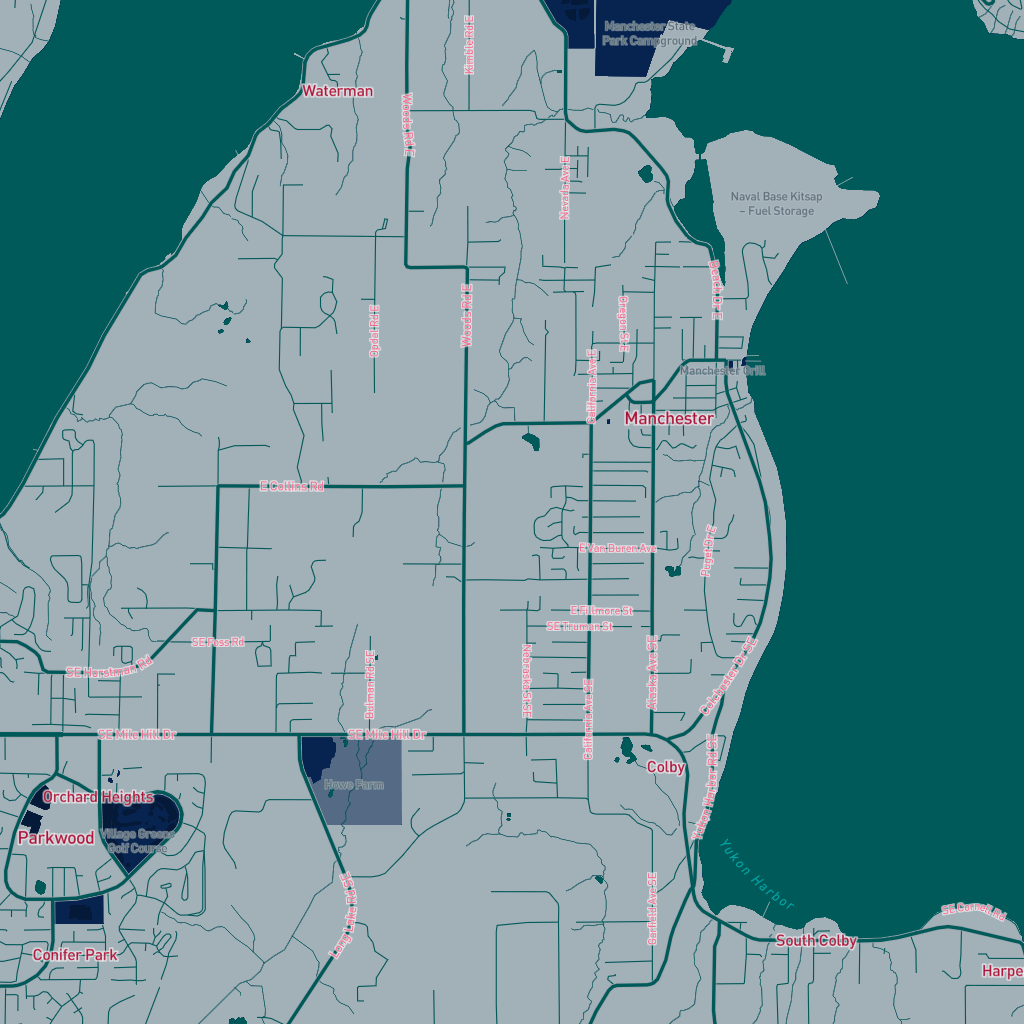 Manchester State
Park Campground
Kimble Rd E
Waterman
Woods Rd E
Nevada Ave E
Naval Base Kitsap
– Fuel Storage
Beach Dr E
Oregon St E
Woods Rd E
Opdal Rd E
California Ave E
Manchester Grill
Manchester
E Collins Rd
Puget Dr E
E Van Buren Ave
E Fillmore St
SE Truman St
SE Foss Rd
SE Horstman Rd
Bulman Rd SE
Nebraska St SE
Alaska Ave SE
California Ave SE
Colchester Dr SE
SE Mile Hill Dr
SE Mile Hill Dr
Yukon Harbor Rd SE
Colby
Howe Farm
Orchard Heights
Parkwood
Village Greens
Golf Course
Yukon Harbor
Long Lake Rd SE
Garfield Ave SE
SE Cornell Rd
South Colby
Conifer Park
Harpe